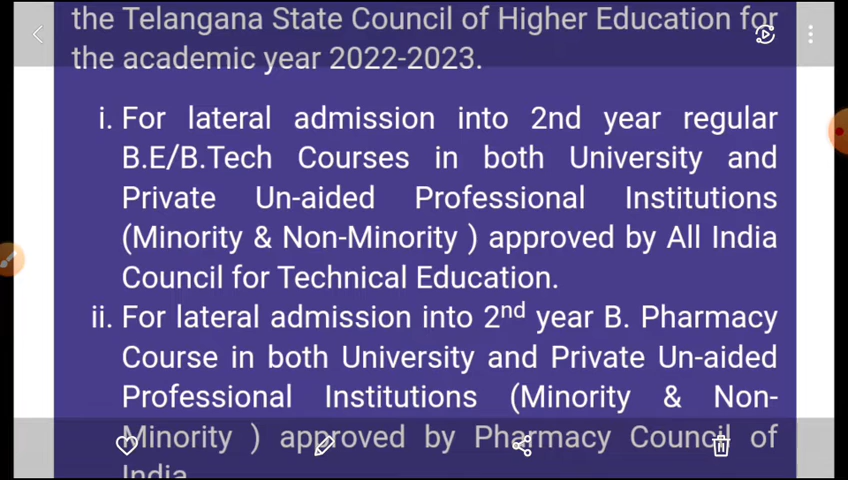 the Telangana State Council of Higher Education for
the academic year 2022-2023.
i. For lateral admission into 2nd year regular
B.E/B.Tech Courses in both University and
Private Un-aided Professional Institutions
(Minority & Non-Minority ) approved by All India
Council for Technical Education.
ii. For lateral admission into 2nd year B. Pharmacy
Course in both University and Private Un-aided
Professional Institutions (Minority & Non-
Minority ) approved by Pharmacy Council of
India